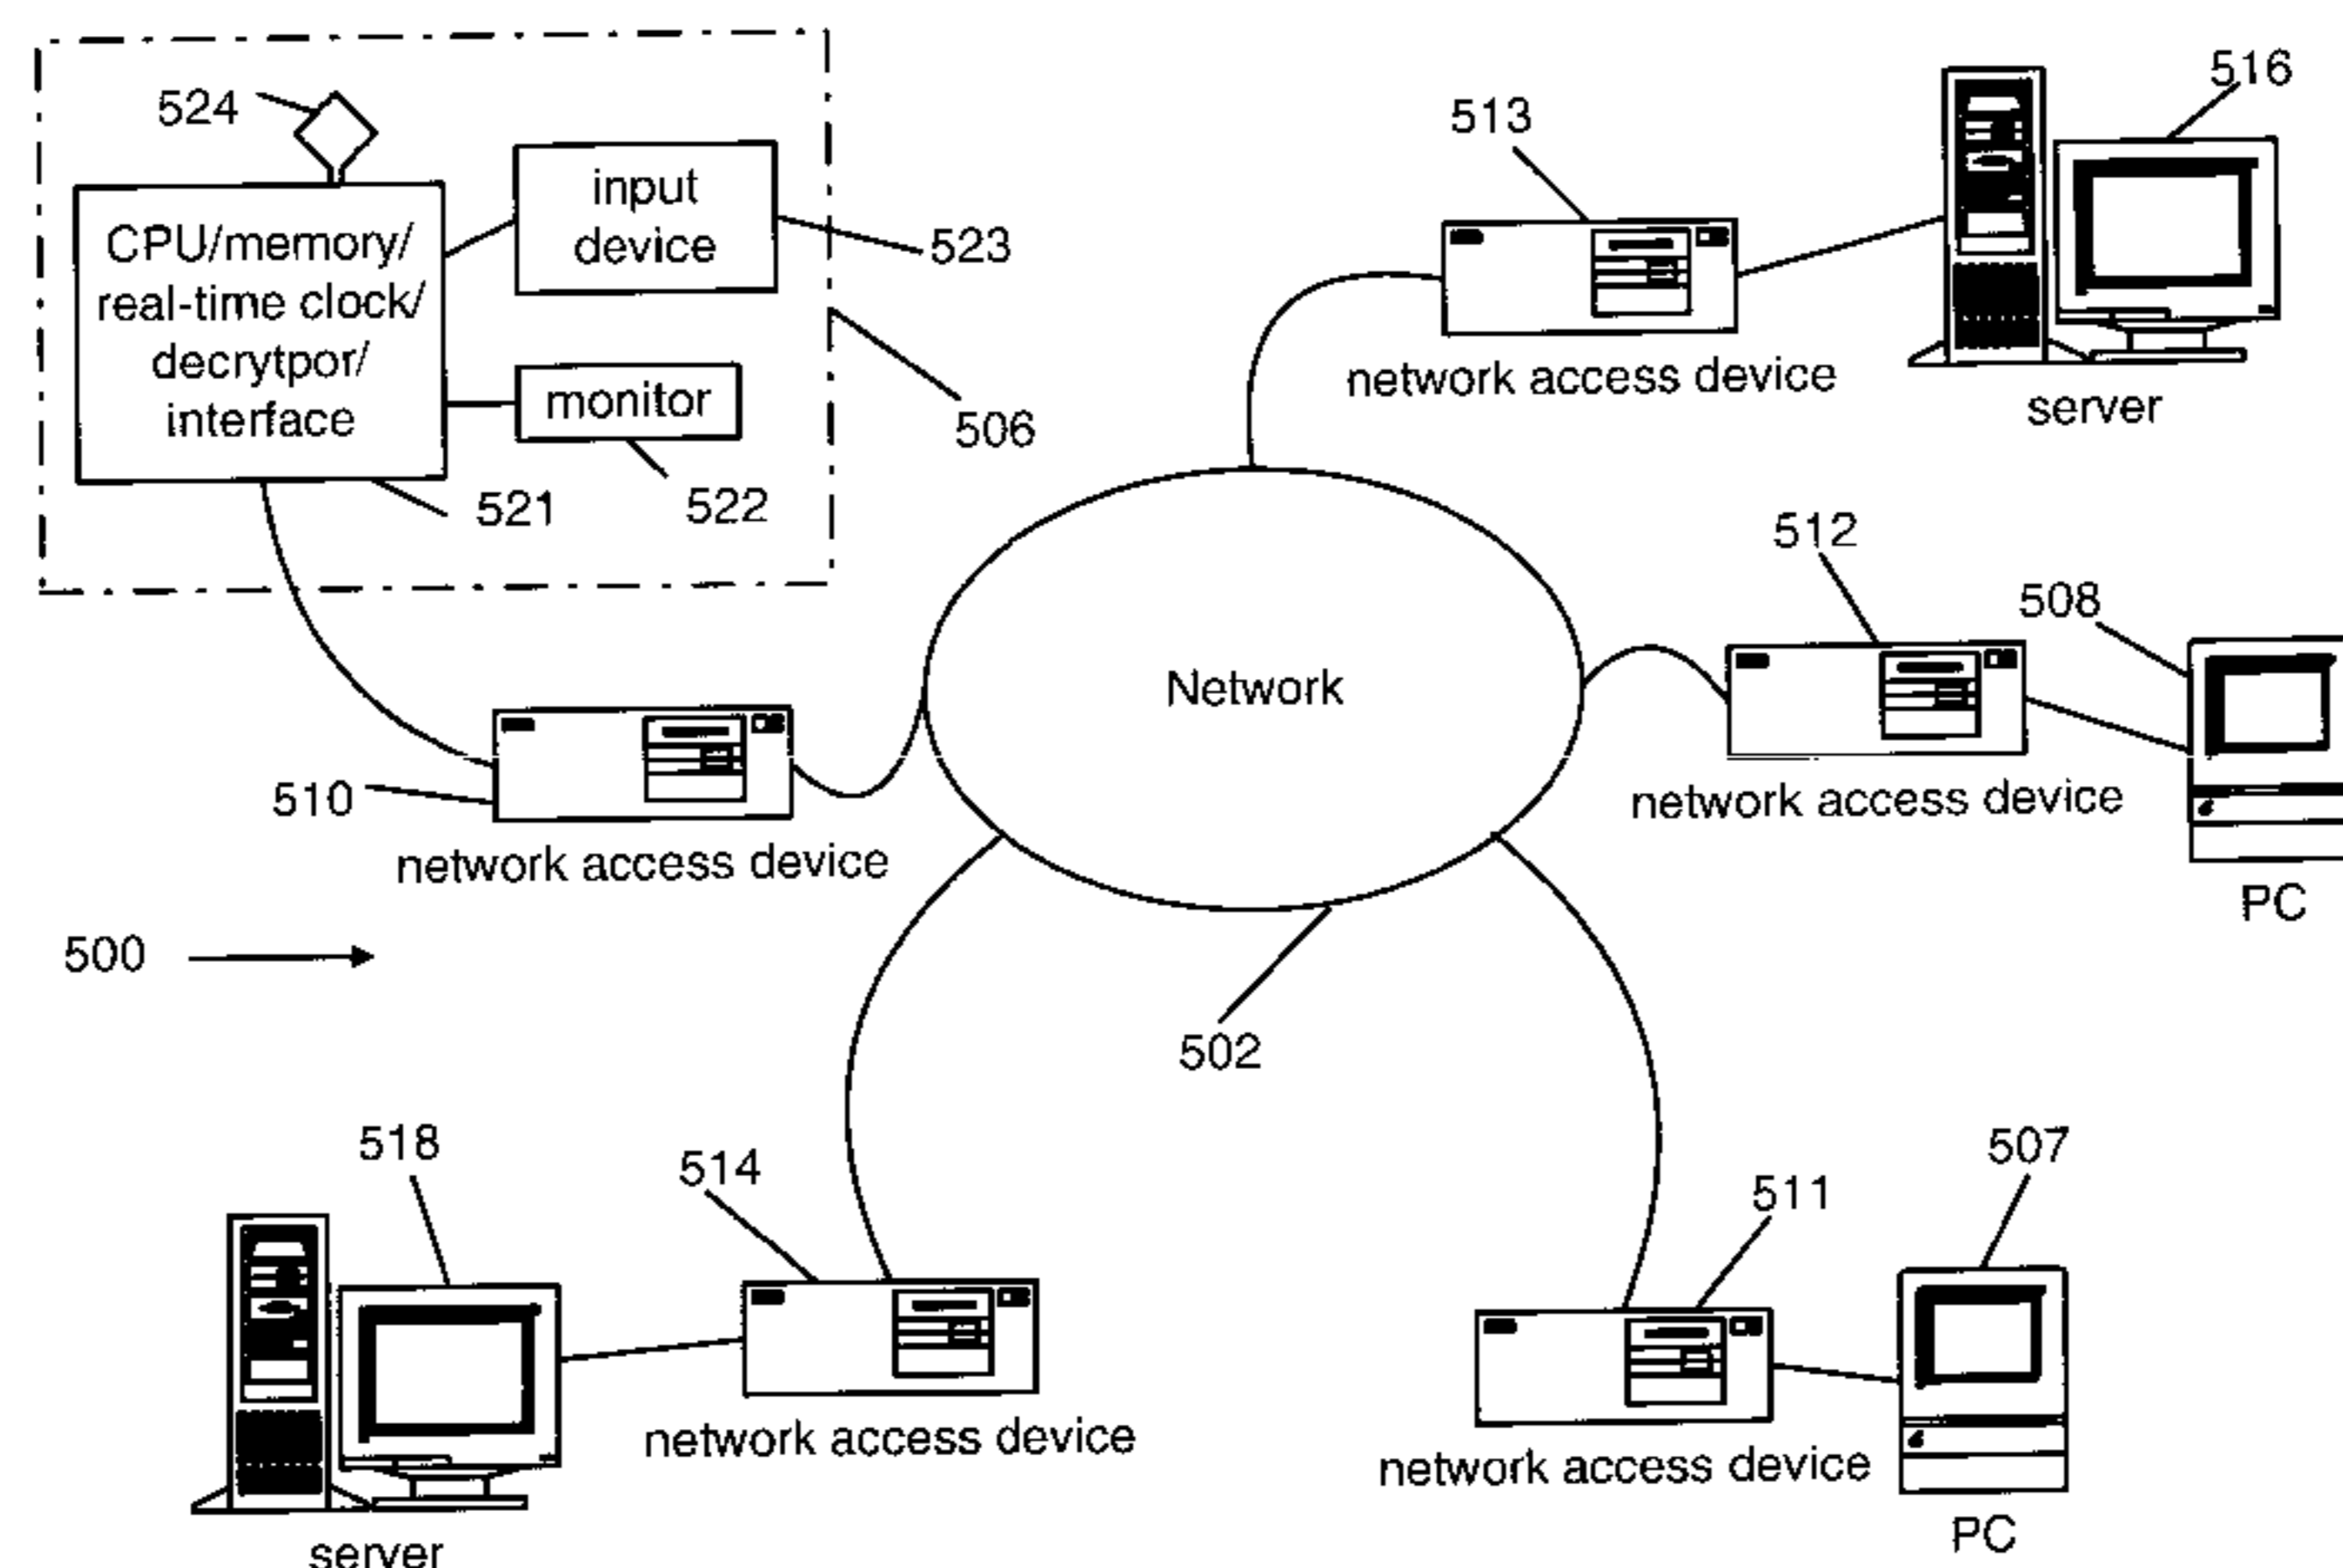 524
CPU/memory/
real-time clock/
decrytpor/
interface
input
device
523
monitor
506
521
522
513
network access device
516
server
512
508
network access device
PC
Network
510
network access device
500
502
518
server
514
network access device
511
network access device
507
PC